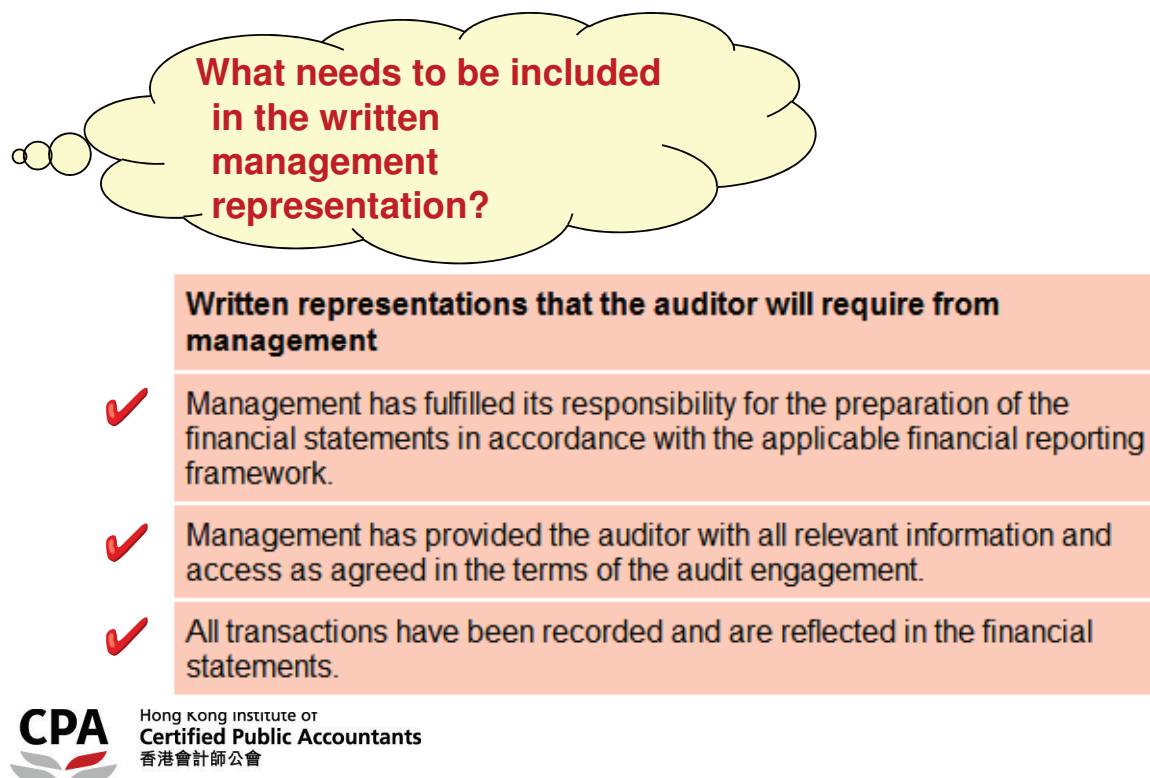 What needs to be included
in the written
management
representation?
Written representations that the auditor will require from
management
Management has fulfilled its responsibility for the preparation of the
financial statements in accordance with the applicable financial reporting
framework.
Management has provided the auditor with all relevant information and
access as agreed in the terms of the audit engagement.
All transactions have been recorded and are reflected in the financial
statements.
CPA
Hong Kong Institute of
Certified Public Accountants
香港會計師公會